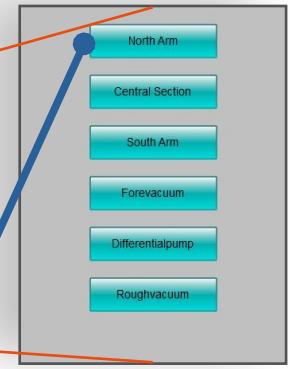 North Arm
Central Section
South Arm
Forevacuum
Differentialpump
Roughvacuum